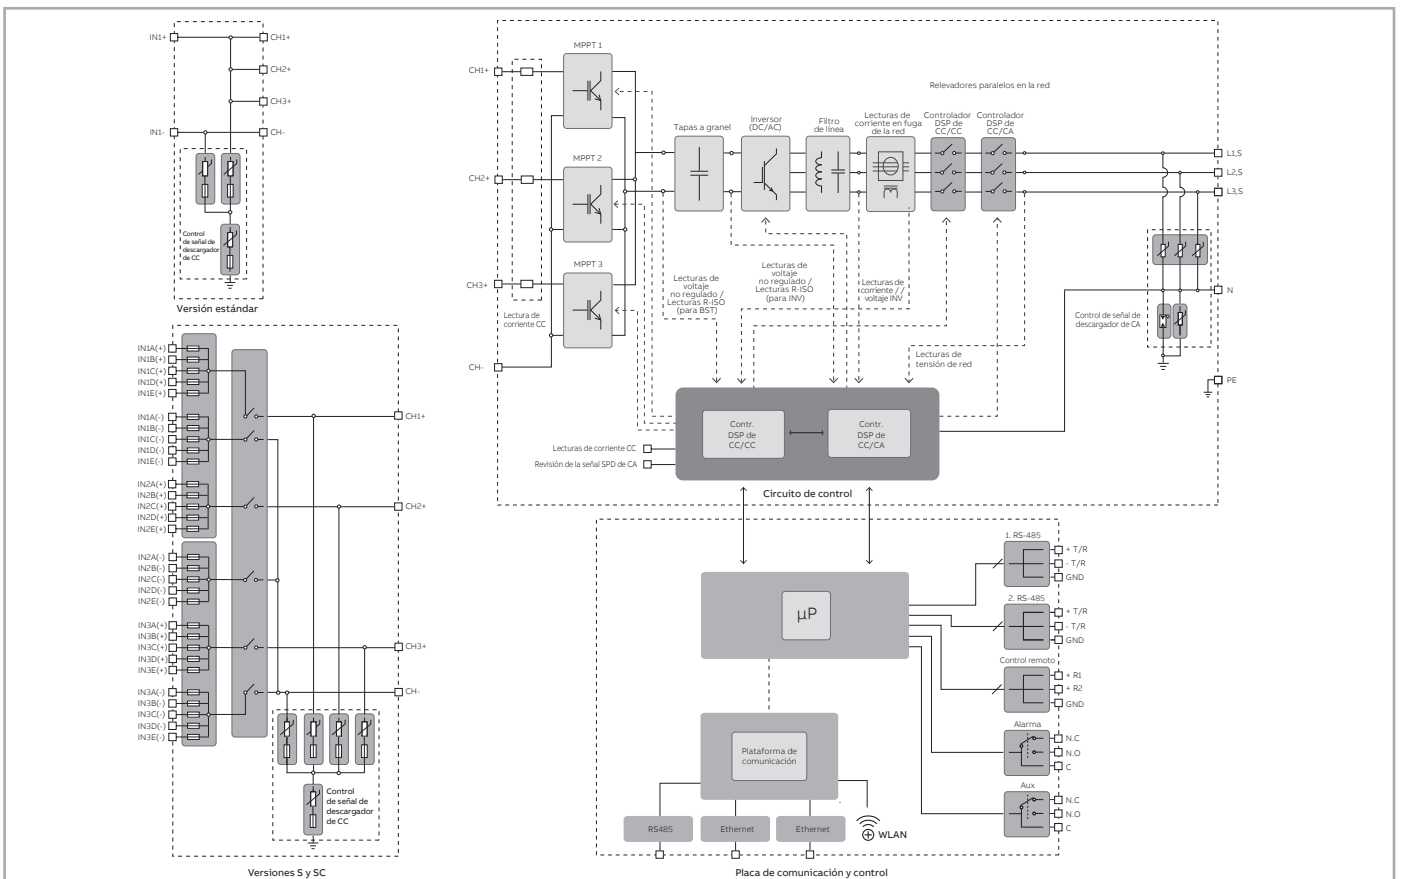 IN1+
CH1+
CH2+
CH3+
IN1-
CH-
Control
de señal de
descargador
de CC
Versión estándar
IN1A(+)
IN1B(+)
IN1C(+)
IN1D(+)
IN1E(+)
IN1A(-)
IN1B(-)
IN1C(-)
IN1D(-)
IN1E(-)
IN2A(+)
IN2B(+)
IN2C(+)
IN2D(+)
IN2E(+)
IN2A(-)
IN2B(-)
IN2C(-)
IN2D(-)
IN2E(-)
IN3A(+)
IN3B(+)
IN3C(+)
IN3D(+)
IN3E(+)
IN3A(-)
IN3B(-)
IN3C(-)
IN3D(-)
IN3E(-)
CH1+
CH2+
CH3+
CH-
Control
de señal de
descargador
de CC
Versiones S y SC
CH1+
CH2+
CH3+
CH-
Lectura de
corriente CC
MPPT 1
MPPT 2
MPPT 3
Tapas a granel
Inversor
(DC/AC)
Filtro
de línea
Lecturas de
corriente en fuga
de la red
Relevadores paralelos en la red
Controlador
DSP de
CC/CC
Controlador
DSP de
CC/CA
L1,S
L2,S
L3,S
N
PE
Control de señal de
descargador de CA
Lecturas de
voltaje
no regulado /
Lecturas R-ISO
(para BST)
Lecturas de
voltaje
no regulado /
Lecturas R-ISO
(para INV)
Lecturas de
corriente / /
voltaje INV
Lecturas de
tensión de red
Contr.
DSP de
CC/CC
Contr.
DSP de
CC/CA
Lecturas de corriente CC
Revisión de la señal SPD de CA
Circuito de control
µP
Plataforma de
comunicación
RS485
Ethernet
Ethernet
WLAN
1. RS-485
+ T/R
- T/R
GND
2. RS-485
+ T/R
- T/R
GND
Control remoto
+ R1
+ R2
GND
Alarma
N.C
N.O
C
Aux
N.C
N.O
C
Placa de comunicación y control